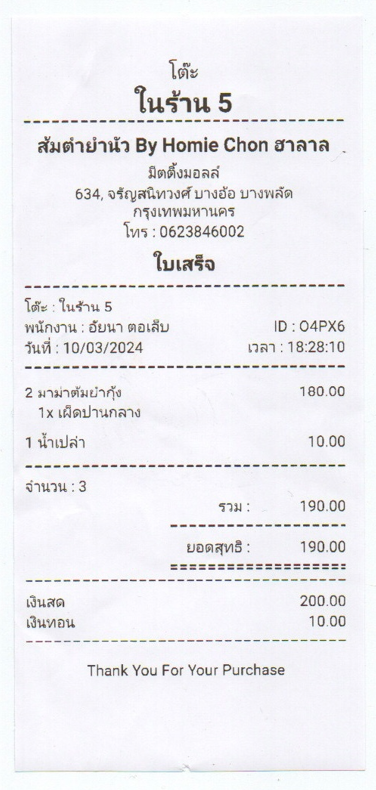 โต๊ะ
ในร้าน 5
ส้มตำยำนัว By Homie Chon ฮาลาล
มิตติ้งมอลล์
634, จรัญสนิทวงศ์ บางอ้อ บางพลัด
กรุงเทพมหานคร
โทร : 0623846002
ใบเสร็จ
โต๊ะ : ในร้าน 5
พนักงาน : อัยนา ตอเล็บ ID : O4PX6
วันที่ : 10/03/2024 เวลา : 18:28:10
2 มาม่าต้มยำกุ้ง 180.00
1x เผ็ดปานกลาง
1 น้ำเปล่า 10.00
จำนวน : 3
รวม : 190.00
ยอดสุทธิ : 190.00
เงินสด 200.00
เงินทอน 10.00
Thank You For Your Purchase